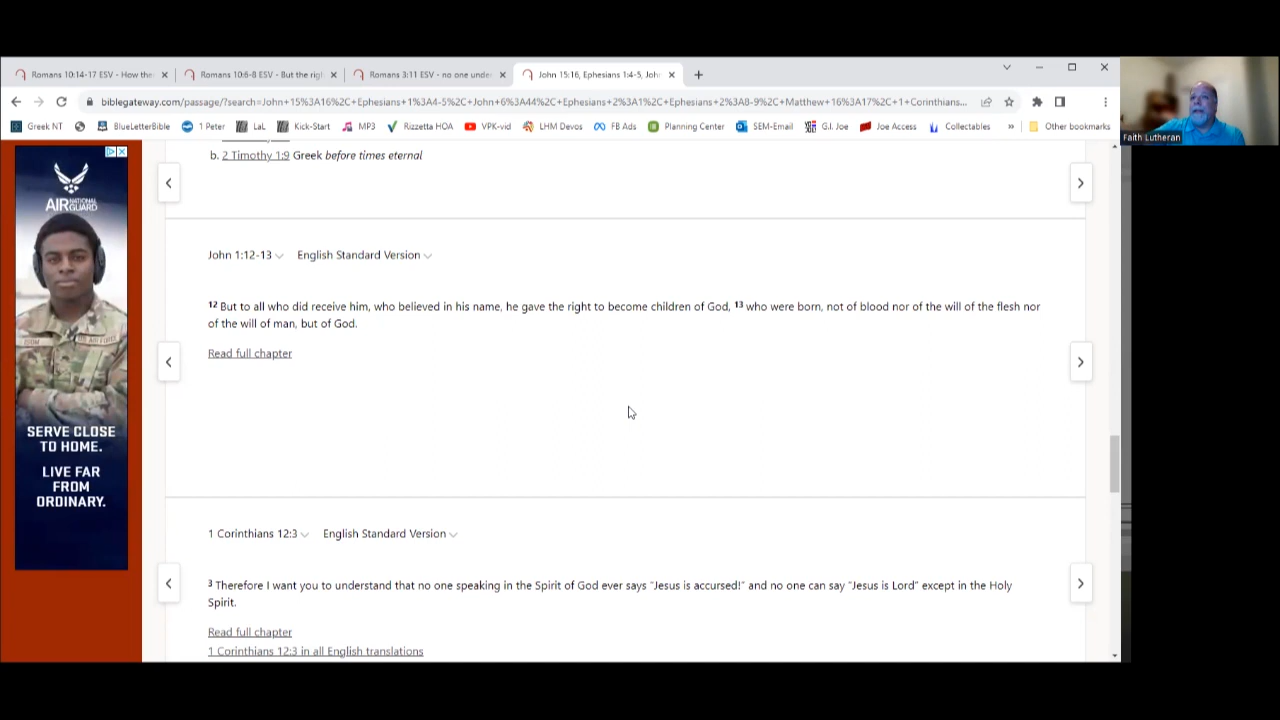 Romans 10:14-17 ESV - How the
Romans 10:6-8 ESV - But the rig
Romans 3:11 ESV - no one unde
John 15:16, Ephesians 1:4-5, Joh
biblegateway.com/passage/?search=John+15%3A16%2C+Ephesians+1%3A4-5%2C+John+6%3A44%2C+Ephesians+2%3A1%2C+Ephesians+2%3A8-9%2C+Matthew+16%3A17%2C+1+Corinthians...
Greek NT
BlueLetterBible
1 Peter
LaL
Kick-Start
MP3
Rizzetta HOA
VPK-vid
LHM Devos
FB Ads
Planning Center
SEM-Email
G.I. Joe
Joe Access
Collectables
»
Other bookmarks
Faith Lutheran
b. 2 Timothy 1:9 Greek before times eternal
AIR NATIONAL GUARD
U.S. AIR FORCE
SERVE CLOSE
TO HOME.
LIVE FAR
FROM
ORDINARY.
John 1:12-13 English Standard Version
12 But to all who did receive him, who believed in his name, he gave the right to become children of God, 13 who were born, not of blood nor of the will of the flesh nor
of the will of man, but of God.
Read full chapter
1 Corinthians 12:3 English Standard Version
3 Therefore I want you to understand that no one speaking in the Spirit of God ever says "Jesus is accursed!" and no one can say "Jesus is Lord" except in the Holy
Spirit.
Read full chapter
1 Corinthians 12:3 in all English translations